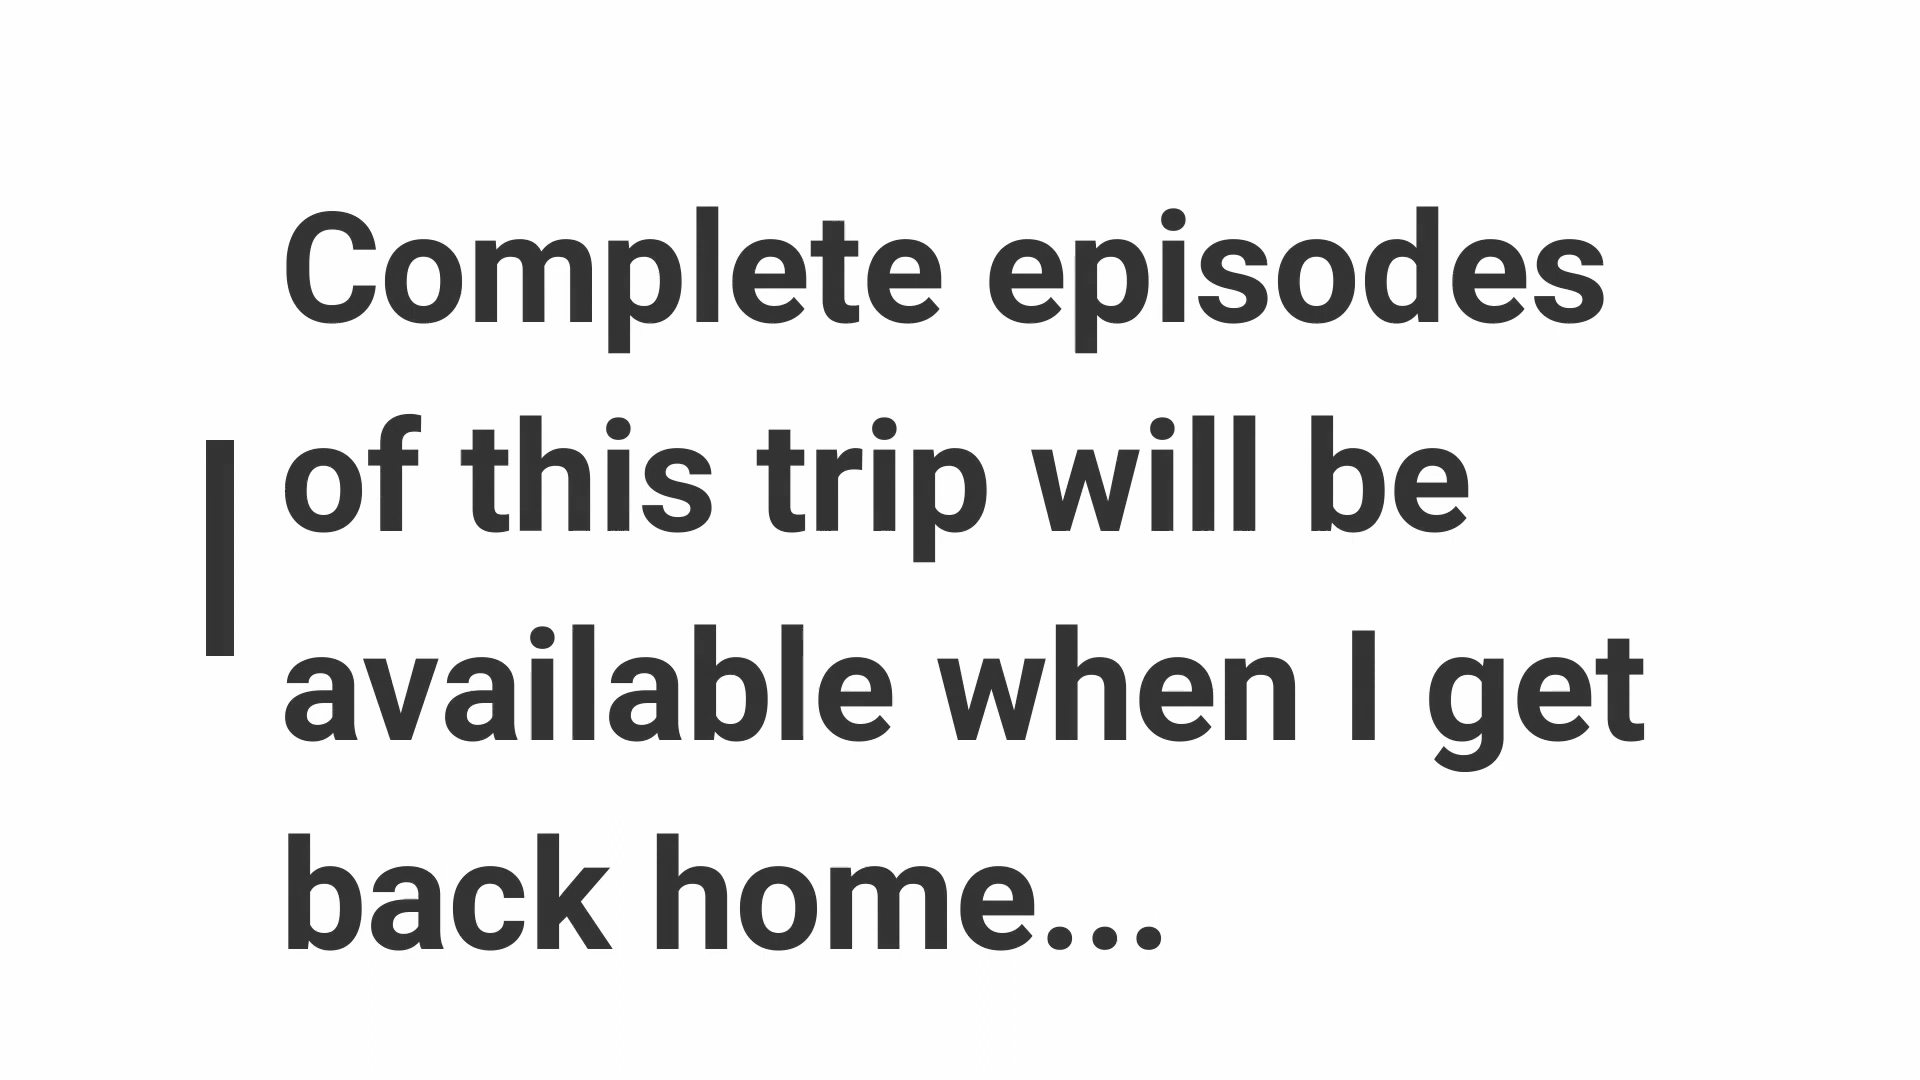 Complete episodes
of this trip will be
available when I get
back home...